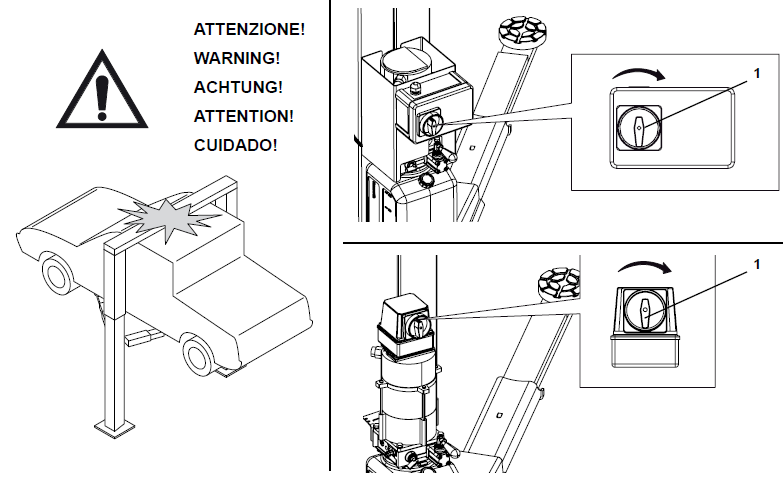 ATTENZIONE!
WARNING!
ACHTUNG!
ATTENTION!
CUIDADO!
1
1